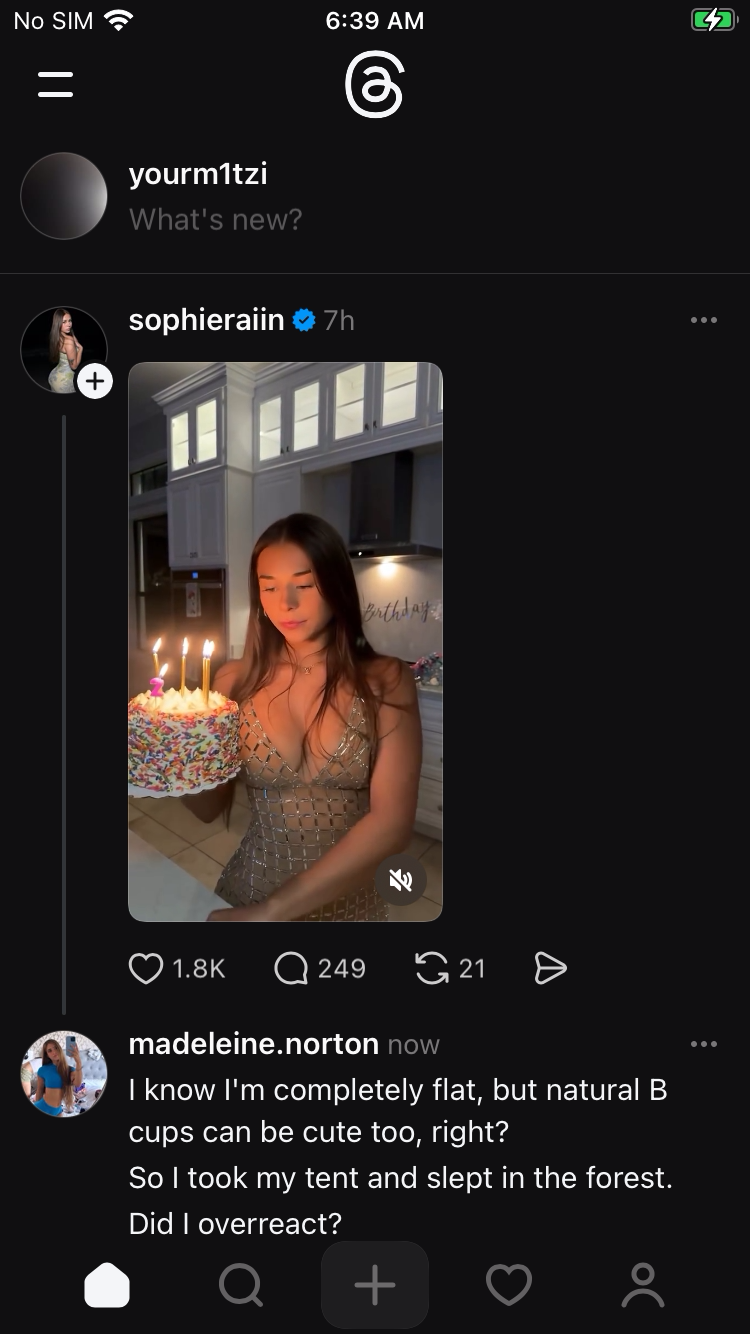 No SIM 6:39 AM
yourm1tzi
What's new?
sophieraiin 7h
Birthday
1.8K 249 21
madeleine.norton now
I know I'm completely flat, but natural B
cups can be cute too, right?
So I took my tent and slept in the forest.
Did I overreact?